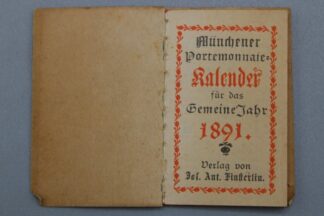 Münchener
Portemonnaie-
Kalender
für das
Gemeine Jahr
1891.
Verlag von
Jos. Ant. Finsterlin.